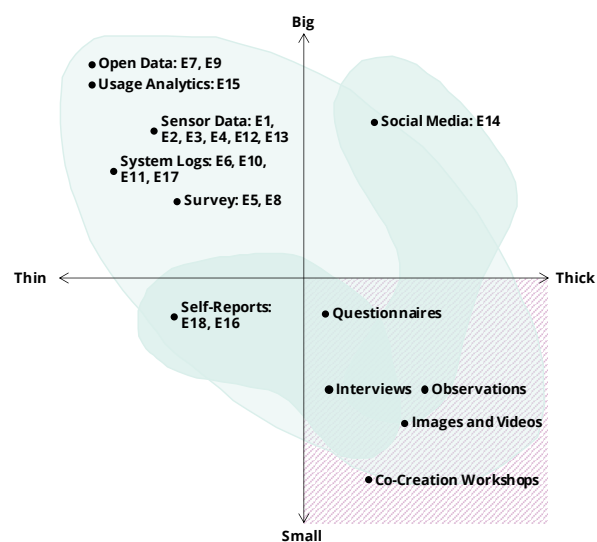 Big
Open Data: E7, E9
Usage Analytics: E15
Sensor Data: E1,
E2, E3, E4, E12, E13
Social Media: E14
System Logs: E6, E10,
E11, E17
Survey: E5, E8
Thin
Thick
Self-Reports:
E18, E16
Questionnaires
Interviews
Observations
Images and Videos
Co-Creation Workshops
Small